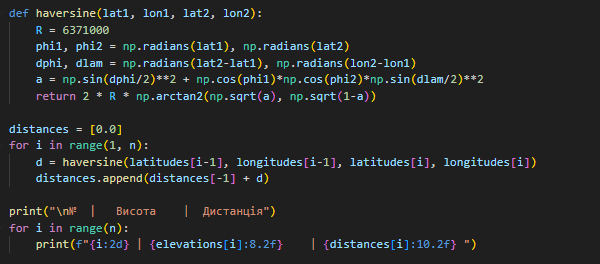 def haversine(lat1, lon1, lat2, lon2):
    R = 6371000
    phi1, phi2 = np.radians(lat1), np.radians(lat2)
    dphi, dlam = np.radians(lat2-lat1), np.radians(lon2-lon1)
    a = np.sin(dphi/2)**2 + np.cos(phi1)*np.cos(phi2)*np.sin(dlam/2)**2
    return 2 * R * np.arctan2(np.sqrt(a), np.sqrt(1-a))

distances = [0.0]
for i in range(1, n):
    d = haversine(latitudes[i-1], longitudes[i-1], latitudes[i], longitudes[i])
    distances.append(distances[-1] + d)

print("\n№  |   Висота    |  Дистанція")
for i in range(n):
    print(f"{i:2d} | {elevations[i]:8.2f}    | {distances[i]:10.2f} ")